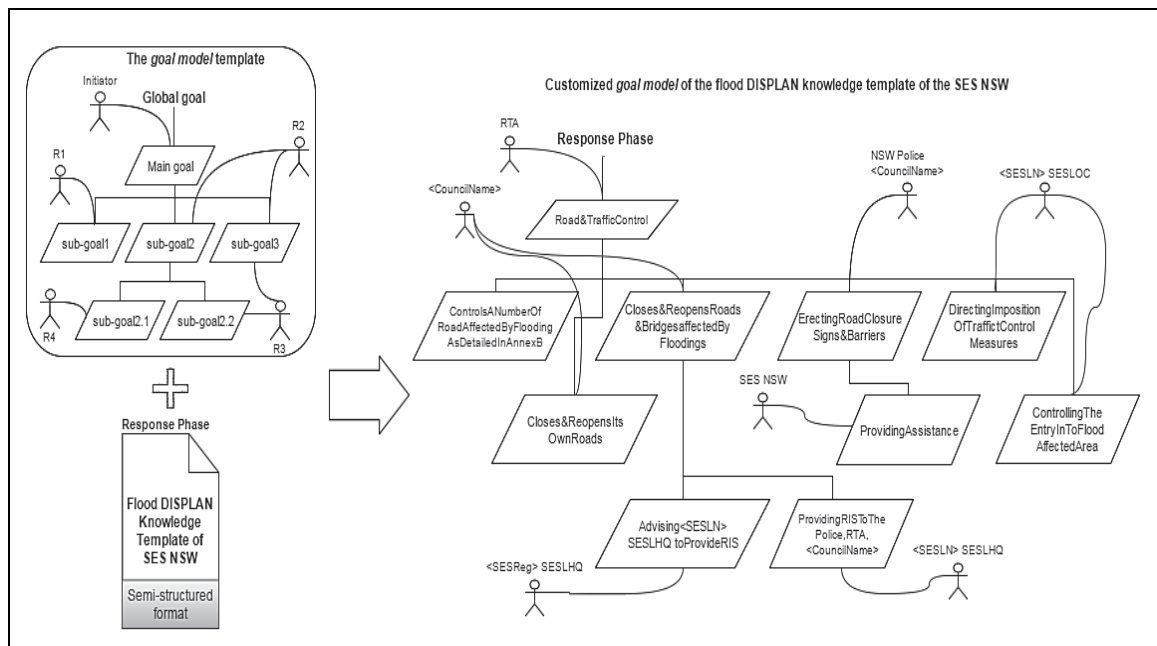 The goal model template
Initiator
Global goal
R2
R1
Main goal
sub-goal1
sub-goal2
sub-goal3
R4
sub-goal2.1
sub-goal2.2
R3
Response Phase
Flood DISPLAN
Knowledge
Template of
SES NSW
Semi-structured
format
Customized goal model of the flood DISPLAN knowledge template of the SES NSW
RTA
Response Phase
NSW Police
<CouncilName>
<SESLN> SESLOC
<CouncilName>
Road&TrafficControl
ControlsANumberOf
RoadAffectedByFlooding
AsDetailedInAnnexB
Closes&ReopensRoads
&BridgesaffectedBy
Floodings
ErectingRoadClosure
Signs&Barriers
DirectingImposition
OfTraffictControl
Measures
SES NSW
Closes&ReopensIts
OwnRoads
ProvidingAssistance
ControllingThe
EntryInToFlood
AffectedArea
Advising<SESLN>
SESLHQ toProvideRIS
ProvidingRISToThe
Police,RTA,
<CouncilName>
<SESReg> SESLHQ
<SESLN> SESLHQ